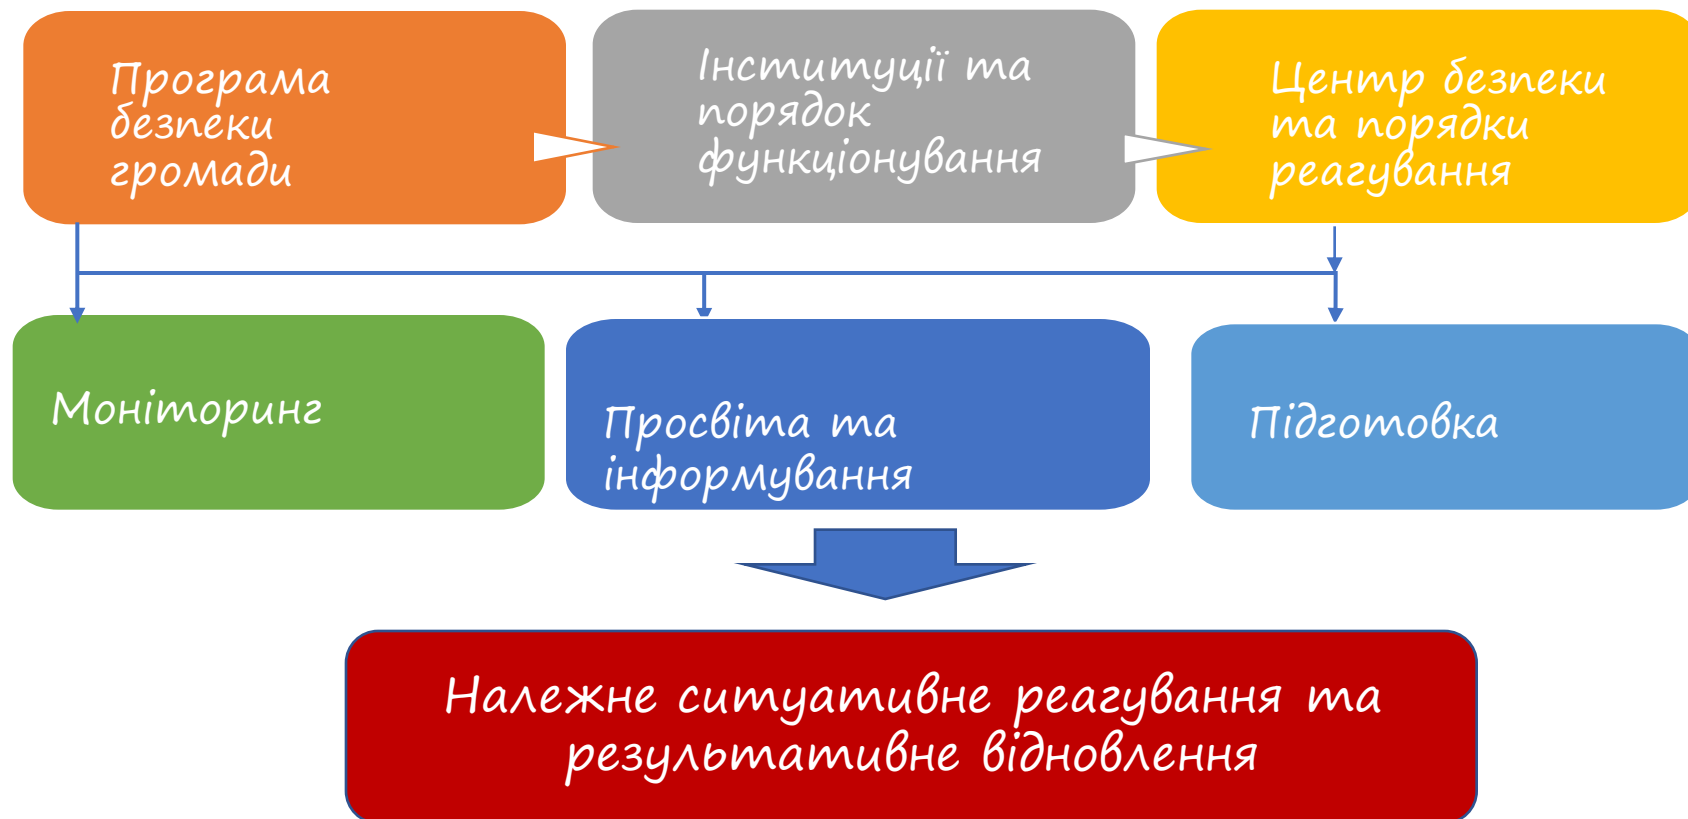 Програма
безпеки
громади
Інституції та
порядок
функціонування
Центр безпеки
та порядки
реагування
Моніторинг
Просвіта та
інформування
Підготовка
Належне ситуативне реагування та
результативне відновлення